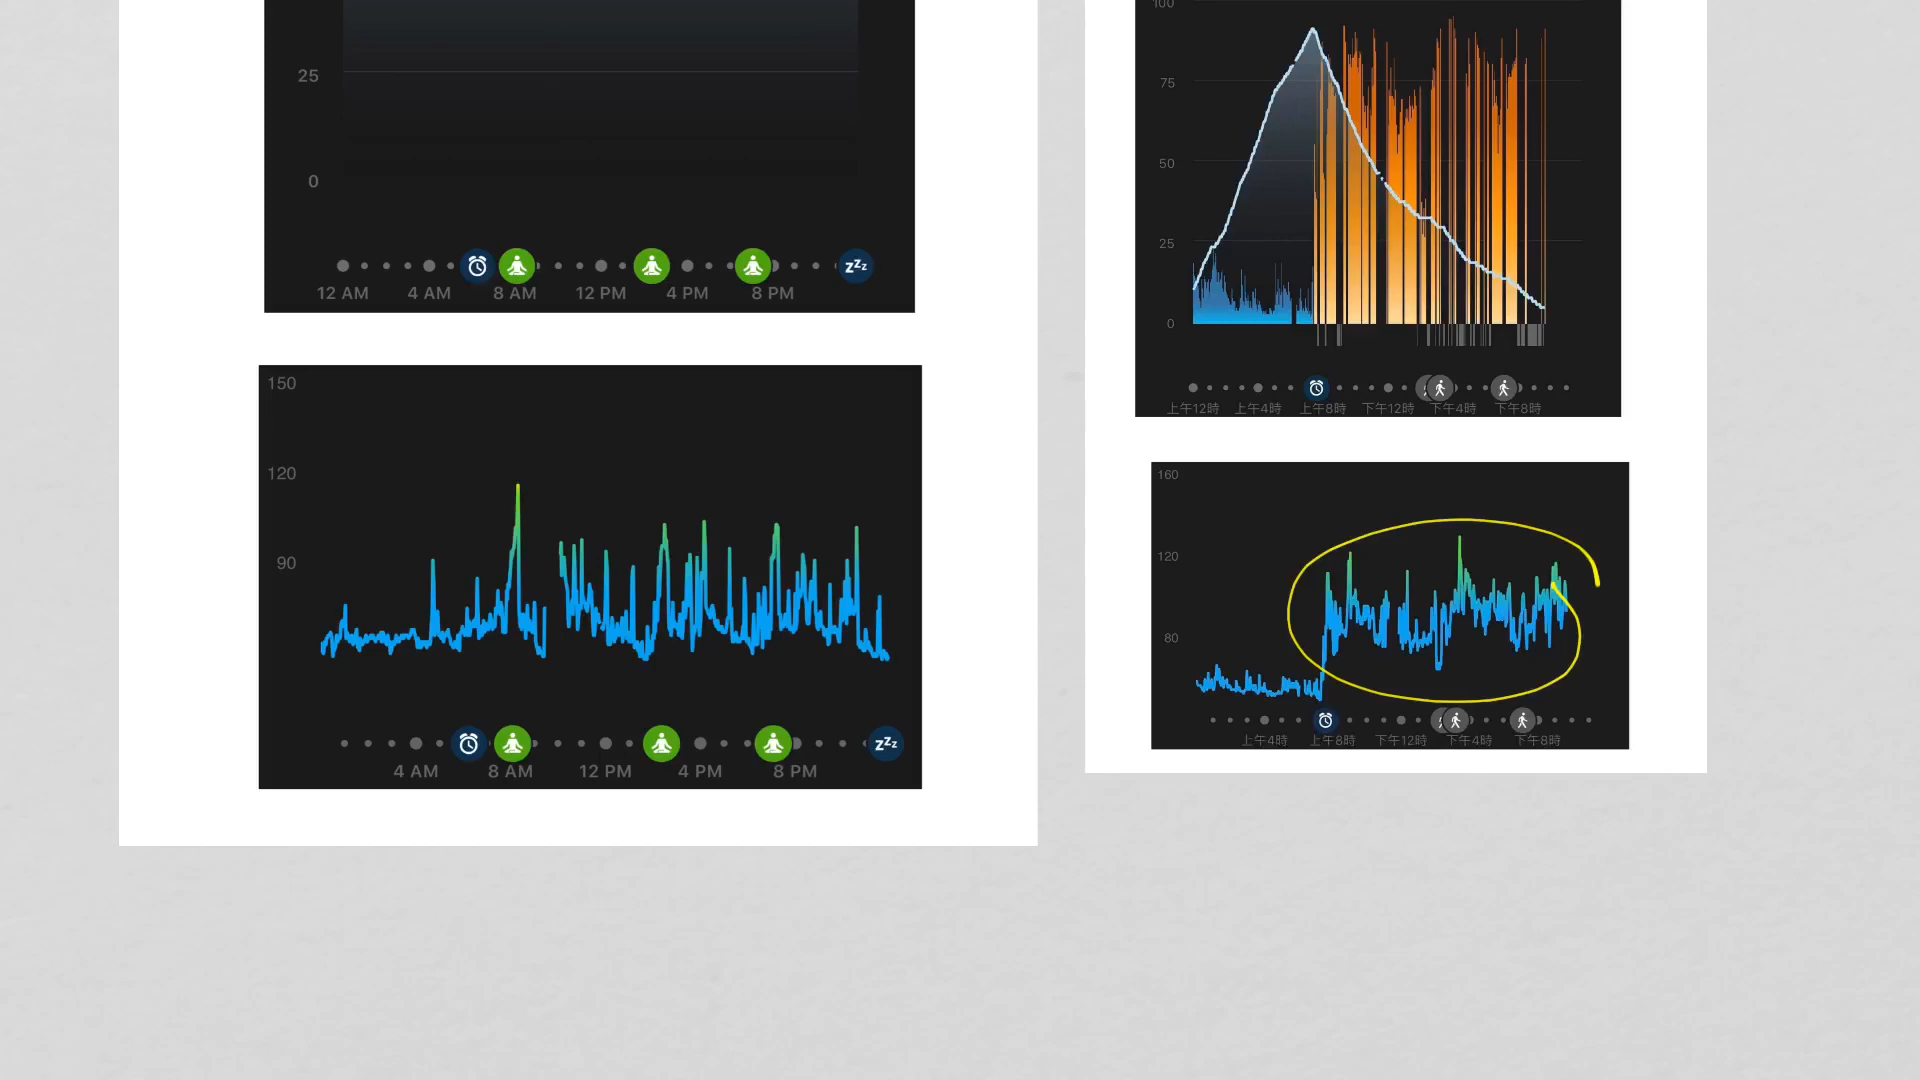 25
0
zZz
12 AM 4 AM 8 AM 12 PM 4 PM 8 PM
150
120
90
zZz
4 AM 8 AM 12 PM 4 PM 8 PM
100
75
50
25
0
上午12時 上午4時 上午8時 下午12時 下午4時 下午8時
160
120
80
上午4時 上午8時 下午12時 下午4時 下午8時